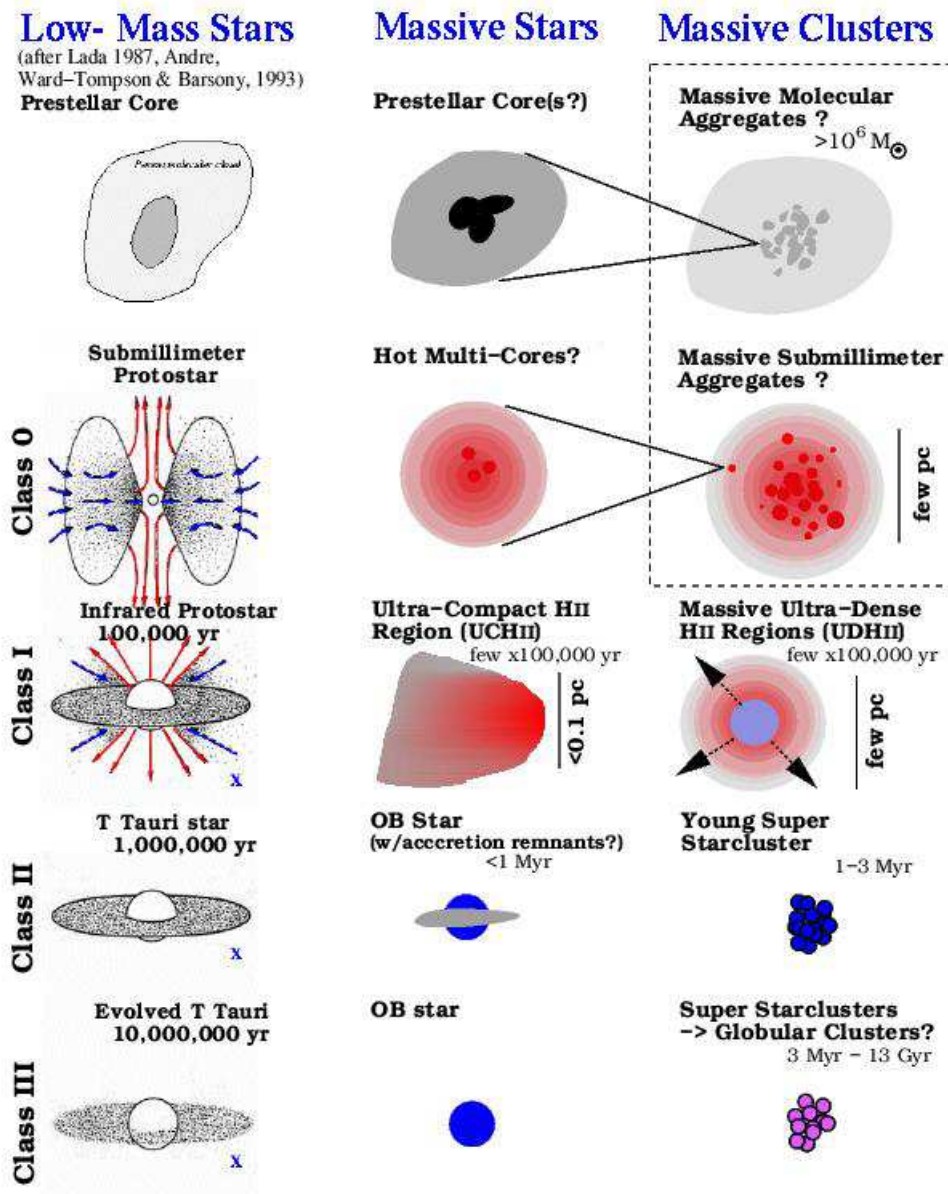 Low- Mass Stars
(after Lada 1987, Andre,
Ward-Tompson & Barsony, 1993)
Prestellar Core
molecular cloud
Massive Stars
Prestellar Core(s?)
Massive Clusters
Massive Molecular
Aggregates ?
>10^6 M⊙
Class O
Submillimeter
Protostar
Hot Multi-Cores?
Massive Submillimeter
Aggregates ?
few pc
Class I
Infrared Protostar
100,000 yr
x
Ultra-Compact HII
Region (UCHII)
few x100,000 yr
<0.1 pc
Massive Ultra-Dense
HII Regions (UDHII)
few x100,000 yr
few pc
Class II
T Tauri star
1,000,000 yr
x
OB Star
(w/acccretion remnants?)
<1 Myr
Young Super
Starcluster
1-3 Myr
Class III
Evolved T Tauri
10,000,000 yr
x
OB star
Super Starclusters
-> Globular Clusters?
3 Myr - 13 Gyr